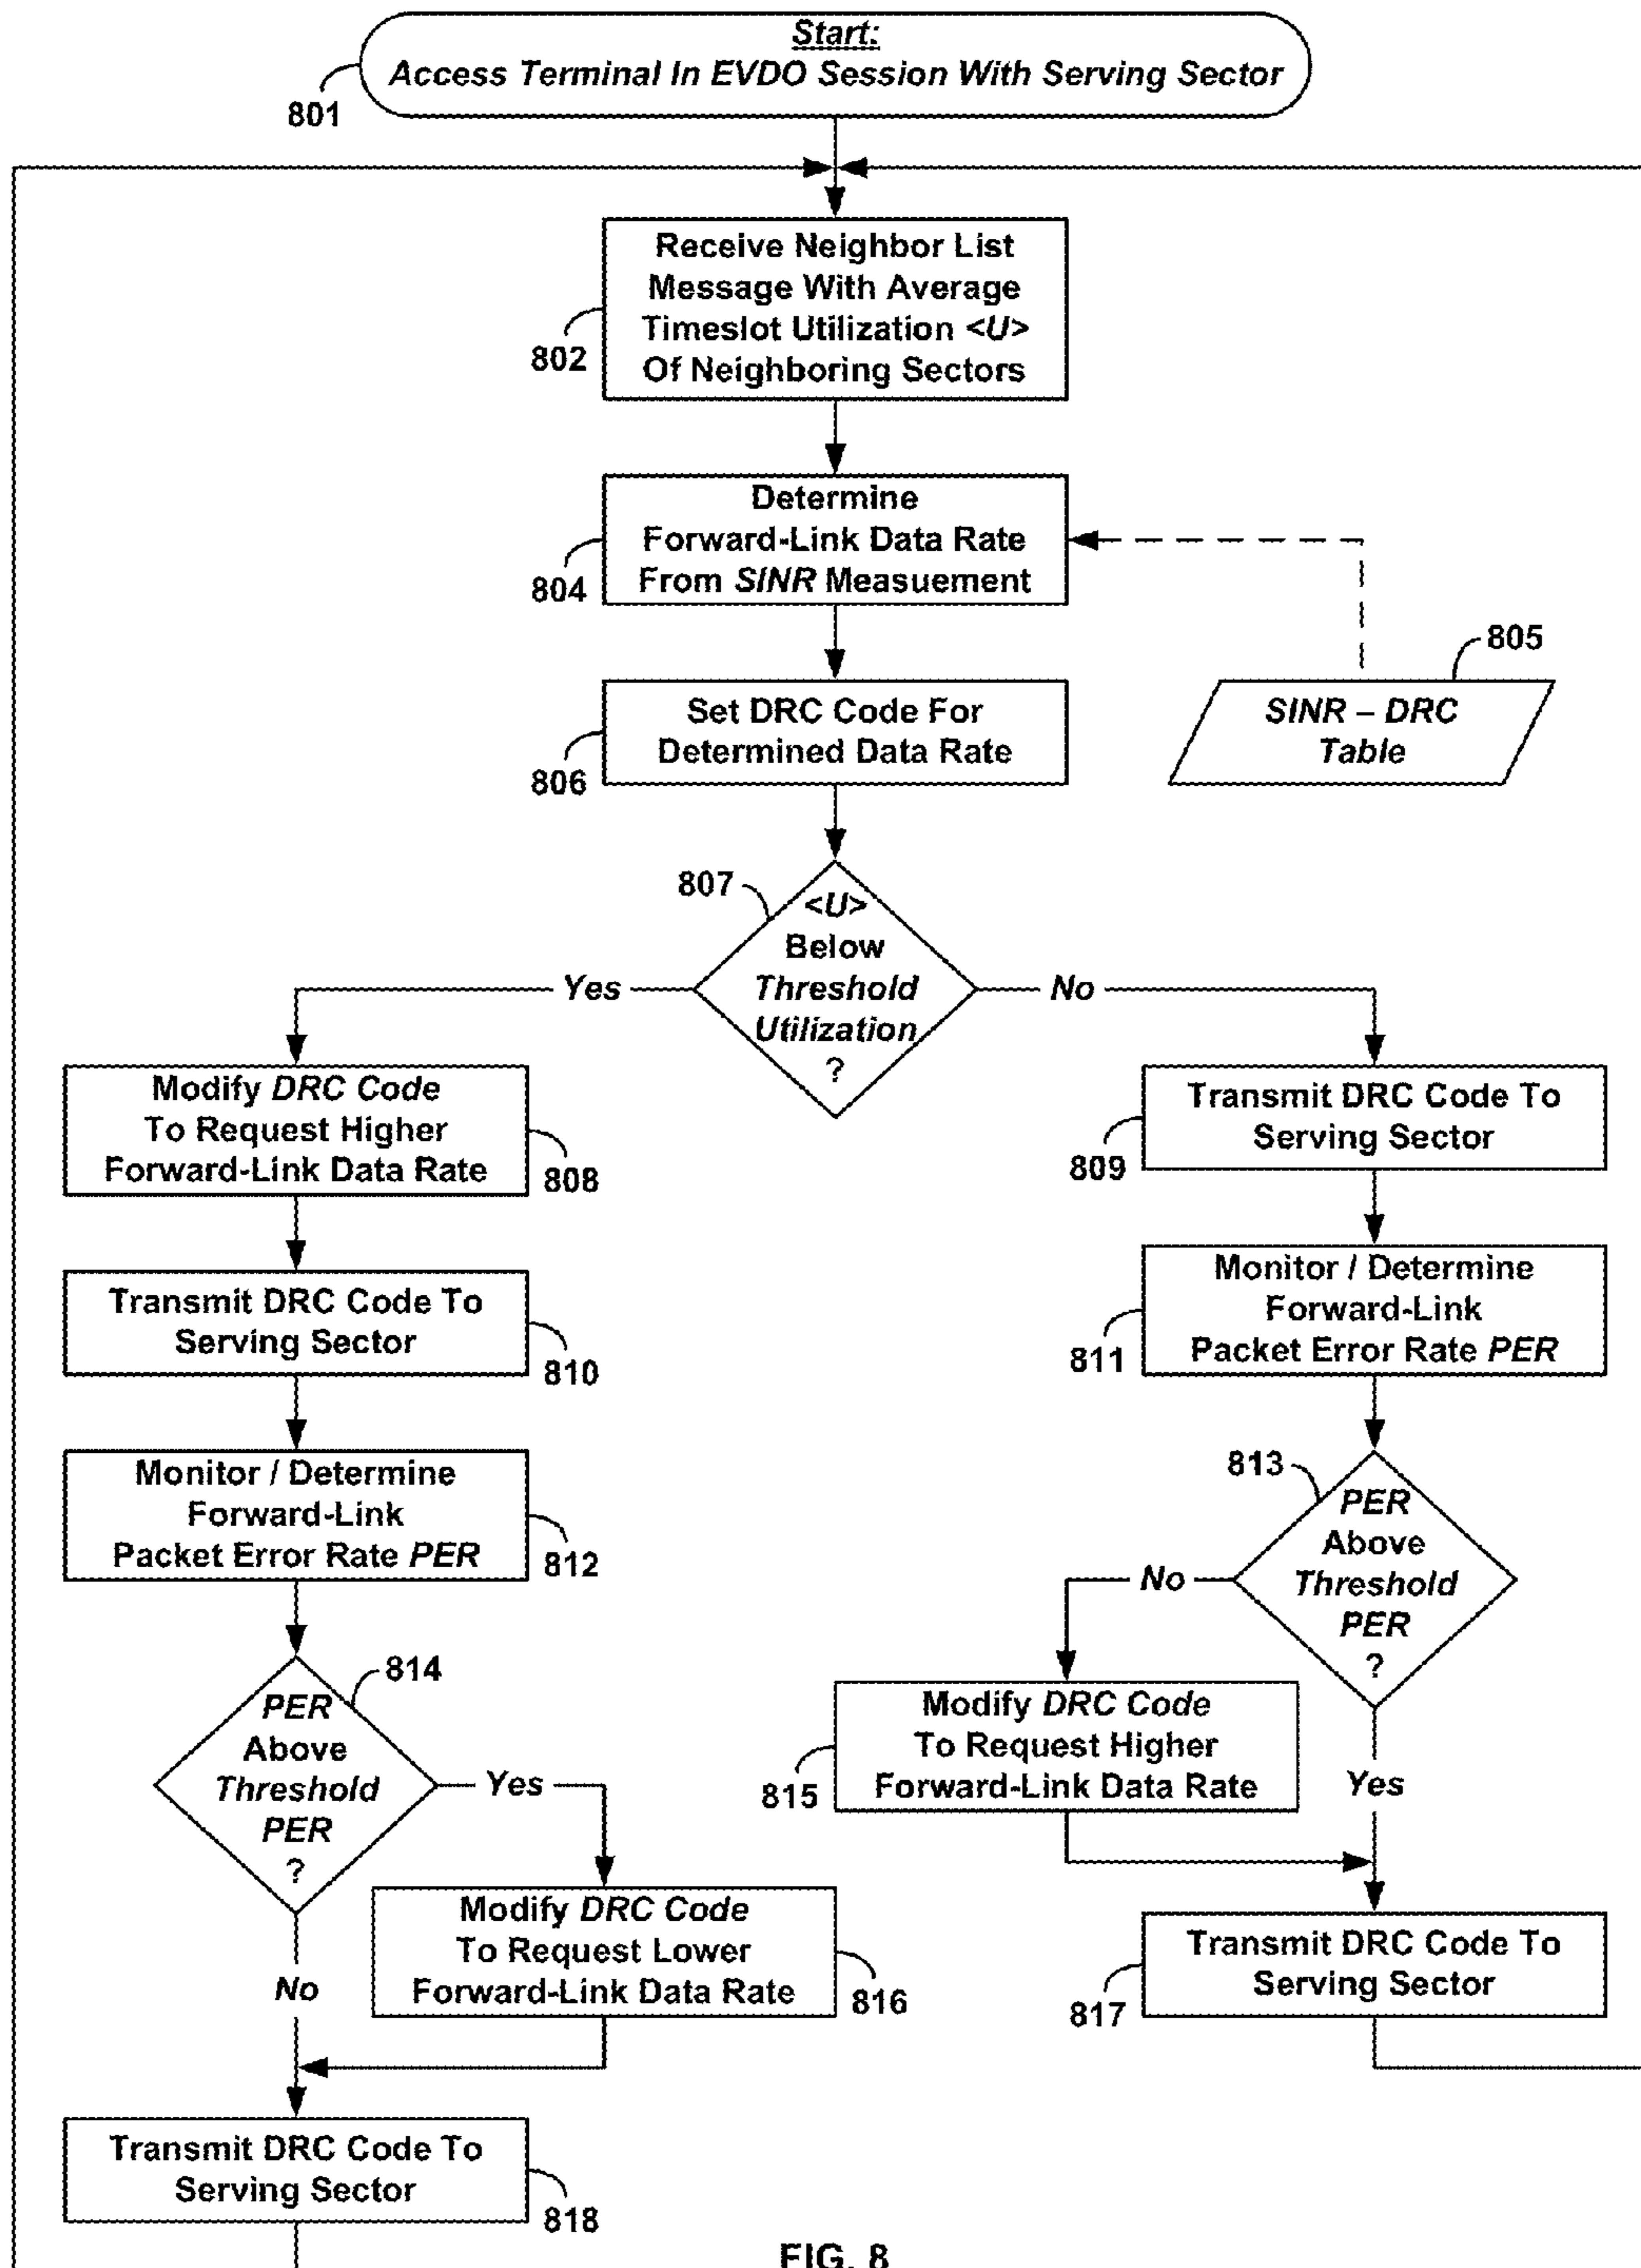 Start:
Access Terminal In EVDO Session With Serving Sector
801
Receive Neighbor List
Message With Average
Timeslot Utilization <U>
Of Neighboring Sectors
802
Determine
Forward-Link Data Rate
From SINR Measuement
804
805
SINR – DRC
Table
Set DRC Code For
Determined Data Rate
806
807
<U>
Below
Threshold
Utilization
?
Yes
No
Modify DRC Code
To Request Higher
Forward-Link Data Rate
808
Transmit DRC Code To
Serving Sector
809
Transmit DRC Code To
Serving Sector
810
Monitor / Determine
Forward-Link
Packet Error Rate PER
811
Monitor / Determine
Forward-Link
Packet Error Rate PER
812
813
PER
Above
Threshold
PER
?
No
Yes
814
PER
Above
Threshold
PER
?
Yes
No
Modify DRC Code
To Request Higher
Forward-Link Data Rate
815
Modify DRC Code
To Request Lower
Forward-Link Data Rate
816
Transmit DRC Code To
Serving Sector
817
Transmit DRC Code To
Serving Sector
818
FIG. 8